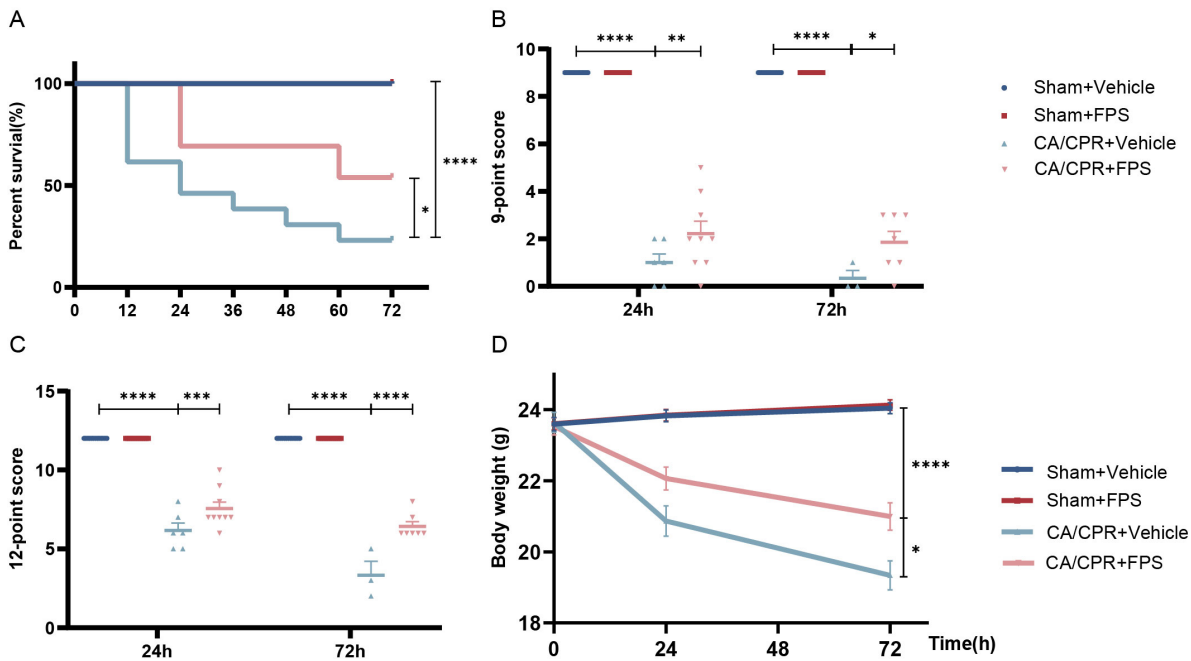 A
Percent survial(%)
100
50
0
0 12 24 36 48 60 72
****
*
B
9-point score
10
8
6
4
2
0
**** **
**** *
24h 72h
Sham+Vehicle
Sham+FPS
CA/CPR+Vehicle
CA/CPR+FPS
C
12-point score
15
10
5
0
**** ***
**** ****
24h 72h
D
Body weight (g)
24
22
20
18
0 24 48 72 Time(h)
****
*
Sham+Vehicle
Sham+FPS
CA/CPR+Vehicle
CA/CPR+FPS